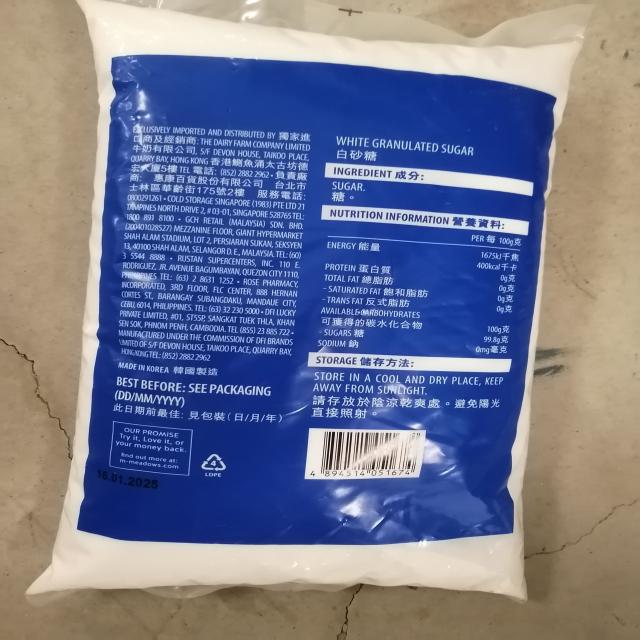 EXCLUSIVELY IMPORTED AND DISTRIBUTED BY 獨家進
口商及經銷商: THE DAIRY FARM COMPANY LIMITED
牛奶有限公司, 5/F DEVON HOUSE, TAIKOO PLACE,
QUARRY BAY, HONG KONG 香港鰂魚涌太古坊德
宏大廈5樓 TEL 電話: (852) 2882 2962 • 負責廠
商: 惠康百貨股份有限公司 台北市
士林區華齡街175號2樓 服務電話:
0800291261 • COLD STORAGE SINGAPORE (1983) PTE LTD 21
TAMPINES NORTH DRIVE 2, # 03-01, SINGAPORE 528765 TEL:
1800 891 8100 • GCH RETAIL (MALAYSIA) SDN. BHD.
(200401028527) MEZZANINE FLOOR, GIANT HYPERMARKET
SHAH ALAM STADIUM, LOT 2, PERSIARAN SUKAN, SEKSYEN
13, 40100 SHAH ALAM, SELANGOR D.E., MALAYSIA. TEL: (60)
3 5544 8888 • RUSTAN SUPERCENTERS, INC. 110 E.
RODRIGUEZ, JR. AVENUE BAGUMBAYAN, QUEZON CITY 1110,
PHILIPPINES TEL: (63) 2 8631 1252 • ROSE PHARMACY,
INCORPORATED, 3RD FLOOR, FLC CENTER, 888 HERNAN
CORTES ST., BARANGAY SUBANGDAKU, MANDAUE CITY,
CEBU 6014, PHILIPPINES. TEL: (63) 32 230 5000 • DFI LUCKY
PRIVATE LIMITED, #01, ST55P, SANGKAT TUEK THLA, KHAN
SEN SOK, PHNOM PENH, CAMBODIA. TEL (855) 23 885 722 •
MANUFACTURED UNDER THE COMMISSION OF DFI BRANDS
LIMITED OF 5/F DEVON HOUSE, TAIKOO PLACE, QUARRY BAY,
HONG KONG TEL: (852) 2882 2962
MADE IN KOREA 韓國製造
BEST BEFORE: SEE PACKAGING
(DD/MM/YYYY)
此日期前最佳: 見包裝 (日/月/年)
OUR PROMISE
Try it, Love it, or
your money back.
find out more at:
m-meadows.com
4
LDPE
16.01.2025
WHITE GRANULATED SUGAR
白砂糖
INGREDIENT 成分:
SUGAR.
糖。
NUTRITION INFORMATION 營養資料:
PER 每 100g克
ENERGY 能量 1675kJ千焦
400kcal千卡
PROTEIN 蛋白質 0g克
TOTAL FAT 總脂肪 0g克
- SATURATED FAT 飽和脂肪 0g克
- TRANS FAT 反式脂肪 0g克
AVAILABLE CARBOHYDRATES
可獲得的碳水化合物 100g克
- SUGARS 糖 99.8g克
SODIUM 鈉 0mg毫克
STORAGE 儲存方法:
STORE IN A COOL AND DRY PLACE, KEEP
AWAY FROM SUNLIGHT.
請存放於陰涼乾爽處。避免陽光
直接照射。
4 894514 051674